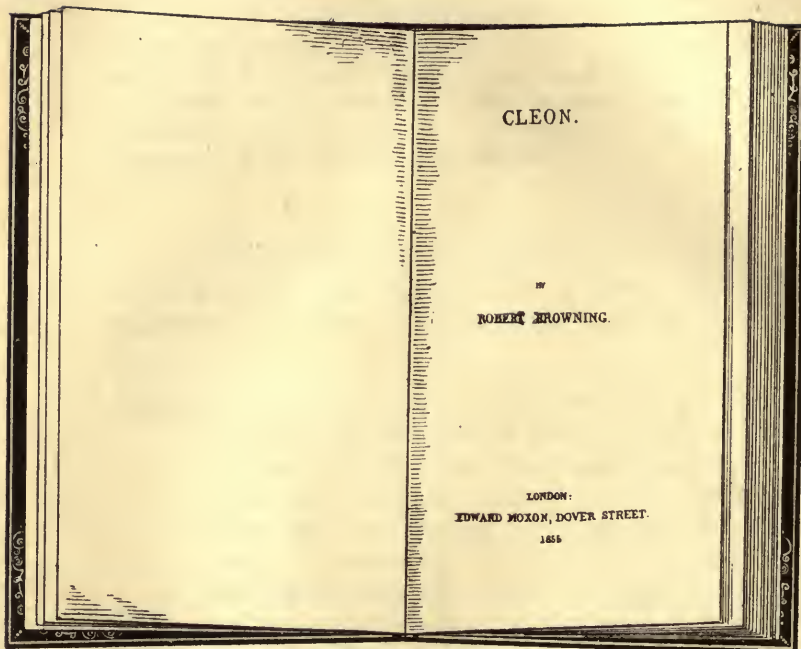 CLEON.
BY
ROBERT BROWNING.
LONDON:
EDWARD MOXON, DOVER STREET.
1855